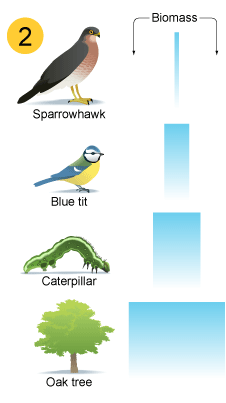 2
Biomass
Sparrowhawk
Blue tit
Caterpillar
Oak tree